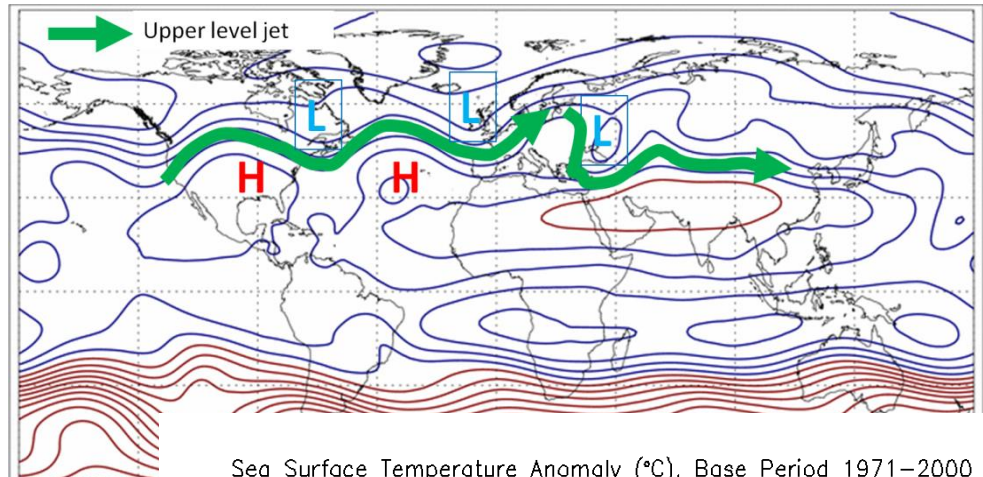 Upper level jet
L
L
L
H
H
Sea Surface Temperature Anomaly (°C), Base Period 1971−2000